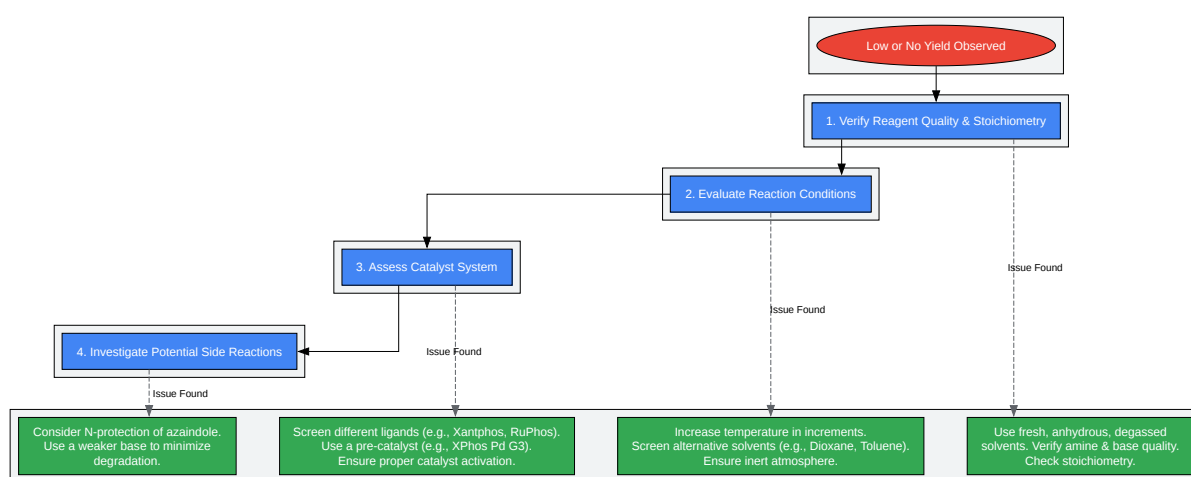 Low or No Yield Observed
1. Verify Reagent Quality & Stoichiometry
2. Evaluate Reaction Conditions
3. Assess Catalyst System
Issue Found
Issue Found
4. Investigate Potential Side Reactions
Issue Found
Issue Found
Consider N-protection of azaindole.
Use a weaker base to minimize
degradation.
Screen different ligands (e.g., Xantphos, RuPhos).
Use a pre-catalyst (e.g., XPhos Pd G3).
Ensure proper catalyst activation.
Increase temperature in increments.
Screen alternative solvents (e.g., Dioxane, Toluene).
Ensure inert atmosphere.
Use fresh, anhydrous, degassed
solvents. Verify amine & base quality.
Check stoichiometry.